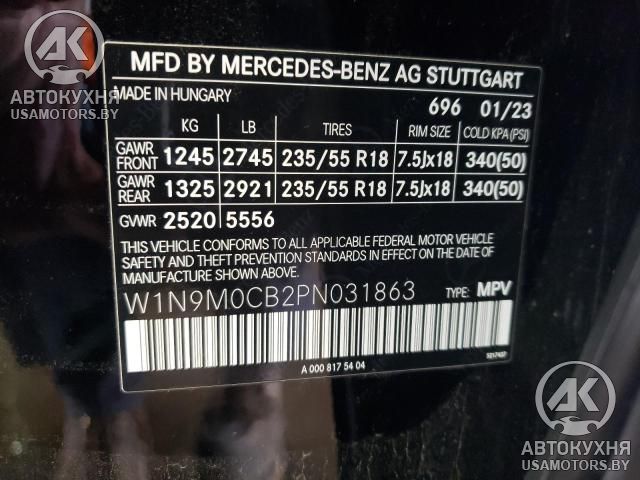 AK
АВТОКУХНЯ
USAMOTORS.BY
MFD BY MERCEDES-BENZ AG STUTTGART
MADE IN HUNGARY 696 01/23
KG LB TIRES RIM SIZE COLD KPA(PSI)
GAWR FRONT 1245 2745 235/55 R18 7.5Jx18 340(50)
GAWR REAR 1325 2921 235/55 R18 7.5Jx18 340(50)
GVWR 2520 5556
THIS VEHICLE CONFORMS TO ALL APPLICABLE FEDERAL MOTOR VEHICLE
SAFETY AND THEFT PREVENTION STANDARDS IN EFFECT ON THE DATE OF
MANUFACTURE SHOWN ABOVE.
W1N9M0CB2PN031863 TYPE: MPV
A 000 817 54 04
AK
АВТОКУХНЯ
USAMOTORS.BY